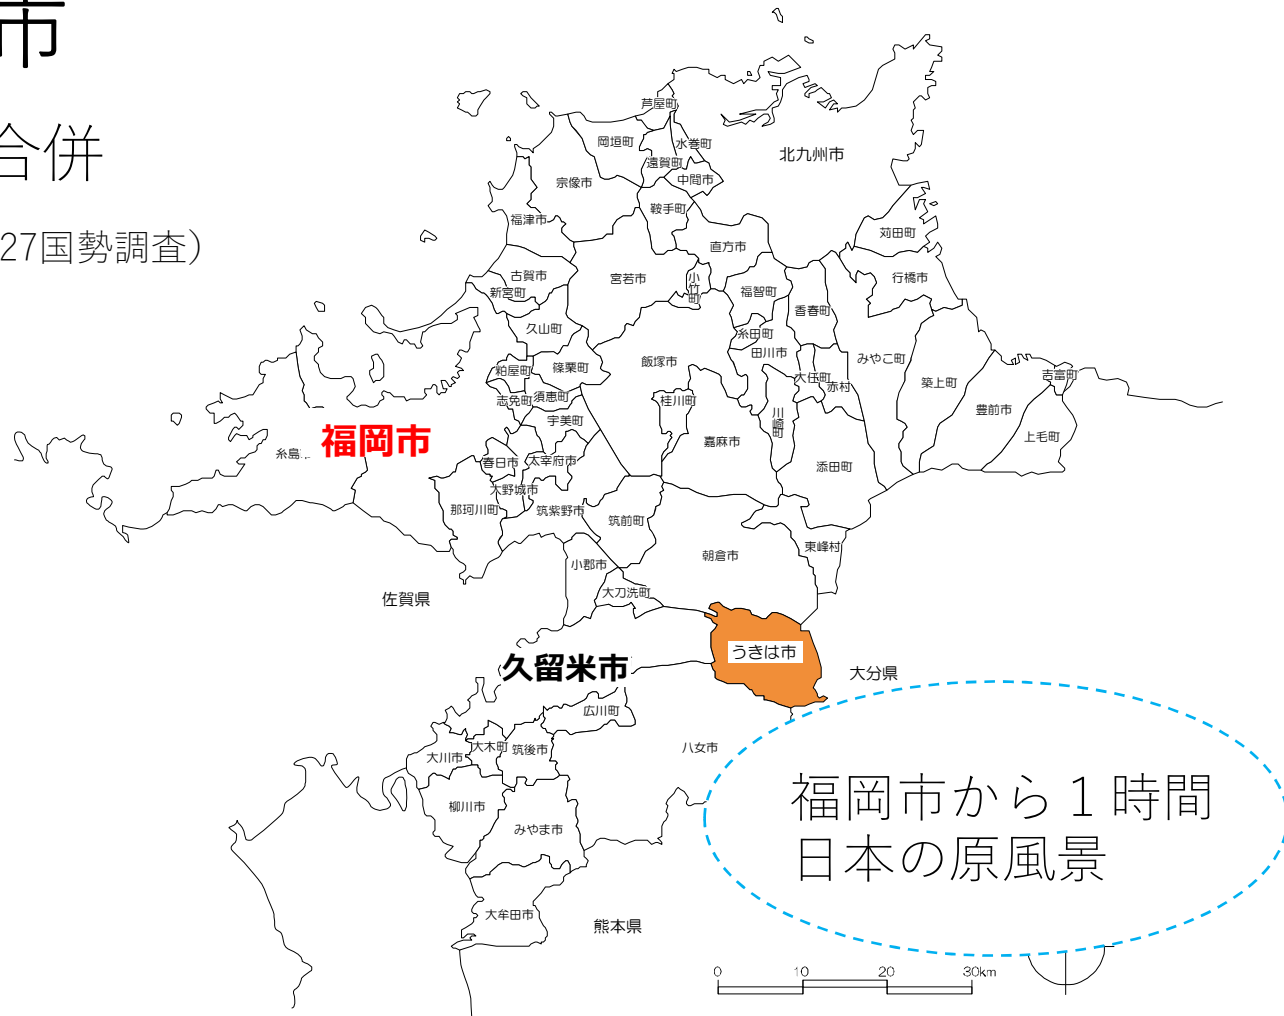 市
合併
27国勢調査）
芦屋町
岡垣町
水巻町
遠賀町
北九州市
宗像市
中間市
鞍手町
福津市
苅田町
直方市
古賀市
宮若市
小竹町
行橋市
新宮町
福智町
香春町
久山町
糸田町
田川市
みやこ町
飯塚市
篠栗町
粕屋町
大任町
赤村
築上町
吉富町
志免町
須恵町
桂川町
川崎町
豊前市
宇美町
福岡市
嘉麻市
上毛町
糸島
春日市
太宰府市
添田町
大野城市
那珂川町
筑紫野市
筑前町
朝倉市
東峰村
小郡市
大刀洗町
佐賀県
うきは市
久留米市
大分県
広川町
大木町
筑後市
八女市
大川市
柳川市
みやま市
福岡市から１時間
日本の原風景
大牟田市
熊本県
0 10 20 30km